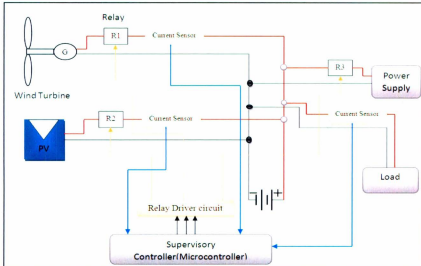 Relay
R1
Current Sensor
G
R3
Power
Supply
Wind Turbine
Current Sensor
R2
Current Sensor
PV
Load
- +
Relay Driver circuit
Supervisory
Controller(Microcontroller)